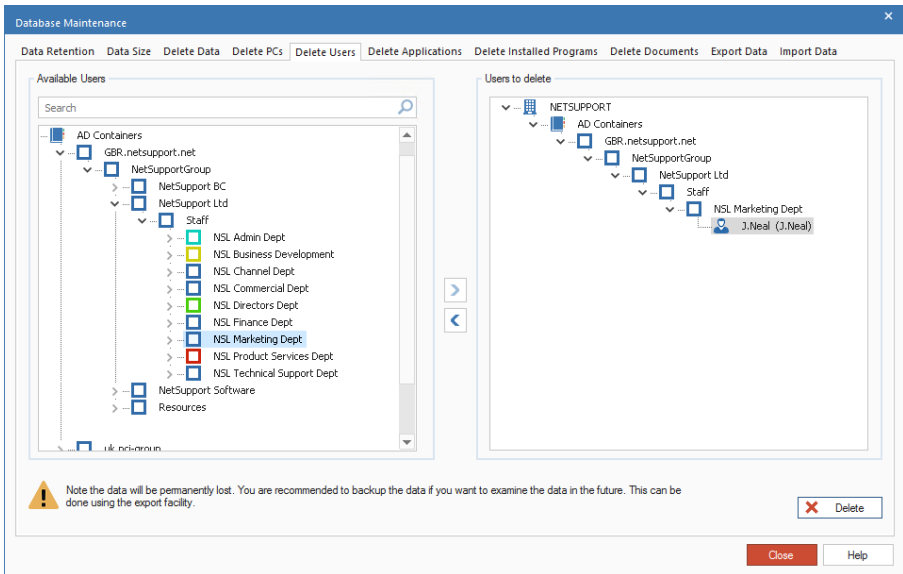 Database Maintenance
Data Retention Data Size Delete Data Delete PCs Delete Users Delete Applications Delete Installed Programs Delete Documents Export Data Import Data
Available Users
Search
AD Containers
GBR.netsupport.net
NetSupportGroup
NetSupport BC
NetSupport Ltd
Staff
NSL Admin Dept
NSL Business Development
NSL Channel Dept
NSL Commercial Dept
NSL Directors Dept
NSL Finance Dept
NSL Marketing Dept
NSL Product Services Dept
NSL Technical Support Dept
NetSupport Software
Resources
uk.pci-group
Users to delete
NETSUPPORT
AD Containers
GBR.netsupport.net
NetSupportGroup
NetSupport Ltd
Staff
NSL Marketing Dept
J.Neal (J.Neal)
Note the data will be permanently lost. You are recommended to backup the data if you want to examine the data in the future. This can be
done using the export facility.
Delete
Close Help